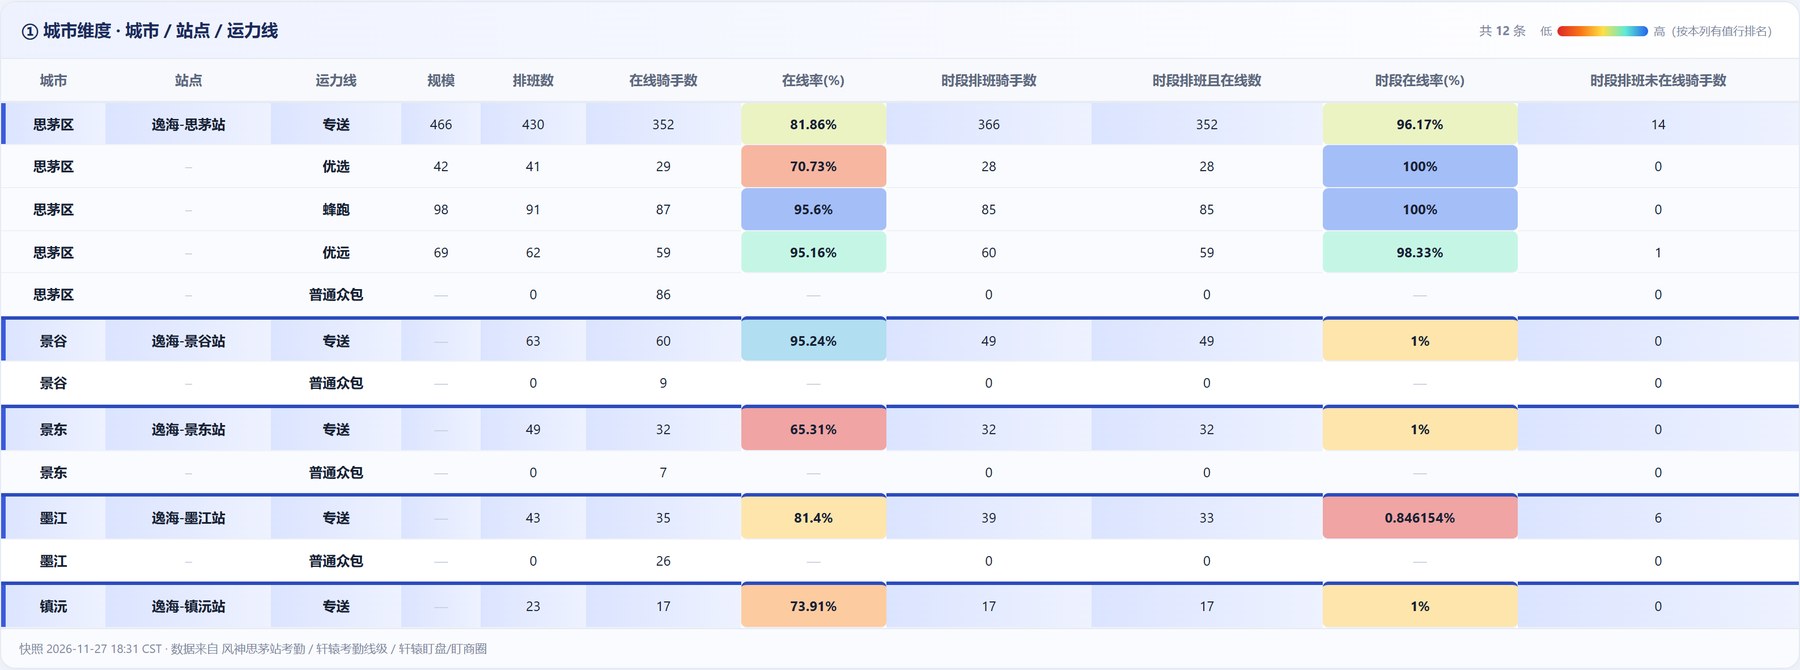 ① 城市维度 · 城市 / 站点 / 运力线 共 12 条 低 高 (按本列有值行排名)
城市 站点 运力线 规模 排班数 在线骑手数 在线率(%) 时段排班骑手数 时段排班且在线数 时段在线率(%) 时段排班未在线骑手数
思茅区 逸海-思茅站 专送 466 430 352 81.86% 366 352 96.17% 14
思茅区 – 优选 42 41 29 70.73% 28 28 100% 0
思茅区 – 蜂跑 98 91 87 95.6% 85 85 100% 0
思茅区 – 优远 69 62 59 95.16% 60 59 98.33% 1
思茅区 – 普通众包 — 0 86 — 0 0 — 0
景谷 逸海-景谷站 专送 — 63 60 95.24% 49 49 1% 0
景谷 – 普通众包 — 0 9 — 0 0 — 0
景东 逸海-景东站 专送 — 49 32 65.31% 32 32 1% 0
景东 – 普通众包 — 0 7 — 0 0 — 0
墨江 逸海-墨江站 专送 — 43 35 81.4% 39 33 0.846154% 6
墨江 – 普通众包 — 0 26 — 0 0 — 0
镇沅 逸海-镇沅站 专送 — 23 17 73.91% 17 17 1% 0
快照 2026-11-27 18:31 CST · 数据来自 风神思茅站考勤 / 轩辕考勤线级 / 轩辕盯盘/盯商圈